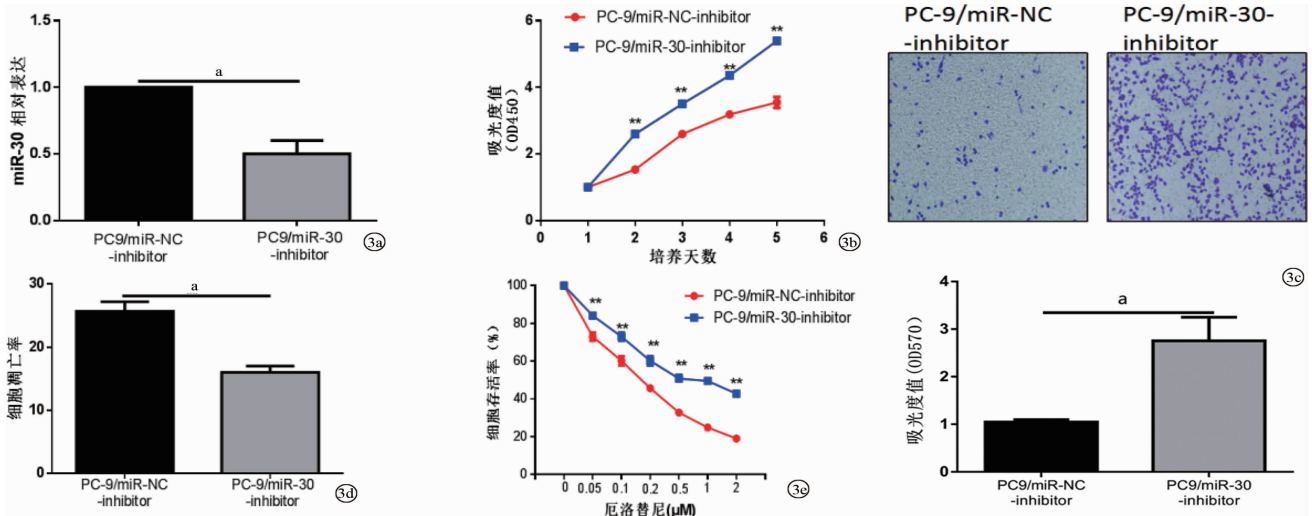 miR-30 相对表达
1.5
1.0
0.5
0.0
a
PC9/miR-NC
-inhibitor
PC9/miR-30
-inhibitor
3a
吸光度值
(OD450)
6
4
2
0
PC-9/miR-NC-inhibitor
PC-9/miR-30-inhibitor
**
**
**
**
0 1 2 3 4 5 6
培养天数
3b
PC-9/miR-NC
-inhibitor
PC-9/miR-30-
inhibitor
3c
细胞凋亡率
30
20
10
0
a
PC-9/miR-NC
-inhibitor
PC-9/miR-30
-inhibitor
3d
细胞存活率 (%)
100
80
60
40
20
0
PC-9/miR-NC-inhibitor
PC-9/miR-30-inhibitor
**
**
**
**
**
**
0 0.05 0.1 0.2 0.5 1 2
厄洛替尼(μM)
3e
吸光度值(OD570)
4
3
2
1
0
a
PC9/miR-NC
-inhibitor
PC9/miR-30
-inhibitor